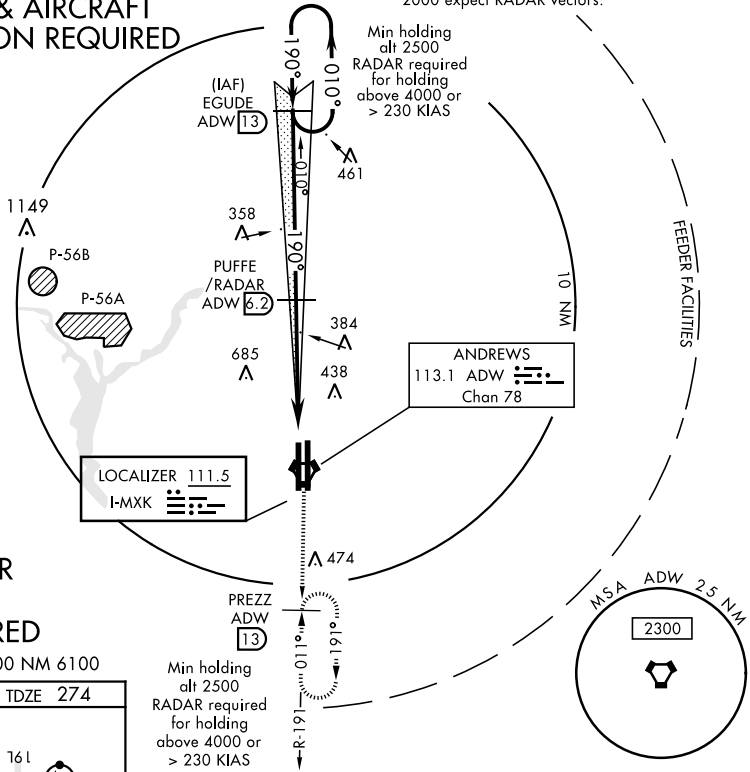 & AIRCRAFT
ON REQUIRED
2000 expect RADAR vectors.
Min holding
alt 2500
RADAR required
for holding
above 4000 or
> 230 KIAS
190°
010°
(IAF)
EGUDE
ADW 13
010°
461
1149
358
190°
P-56B
P-56A
PUFFE
/RADAR
ADW 6.2
384
685
438
10 NM
FEEDER FACILITIES
ANDREWS
113.1 ADW
Chan 78
LOCALIZER 111.5
I-MXK
474
R
PREZZ
ADW
13
RED
00 NM 6100
011°
191°
R-191
Min holding
alt 2500
RADAR required
for holding
above 4000 or
> 230 KIAS
MSA ADW 25 NM
2300
TDZE 274
191